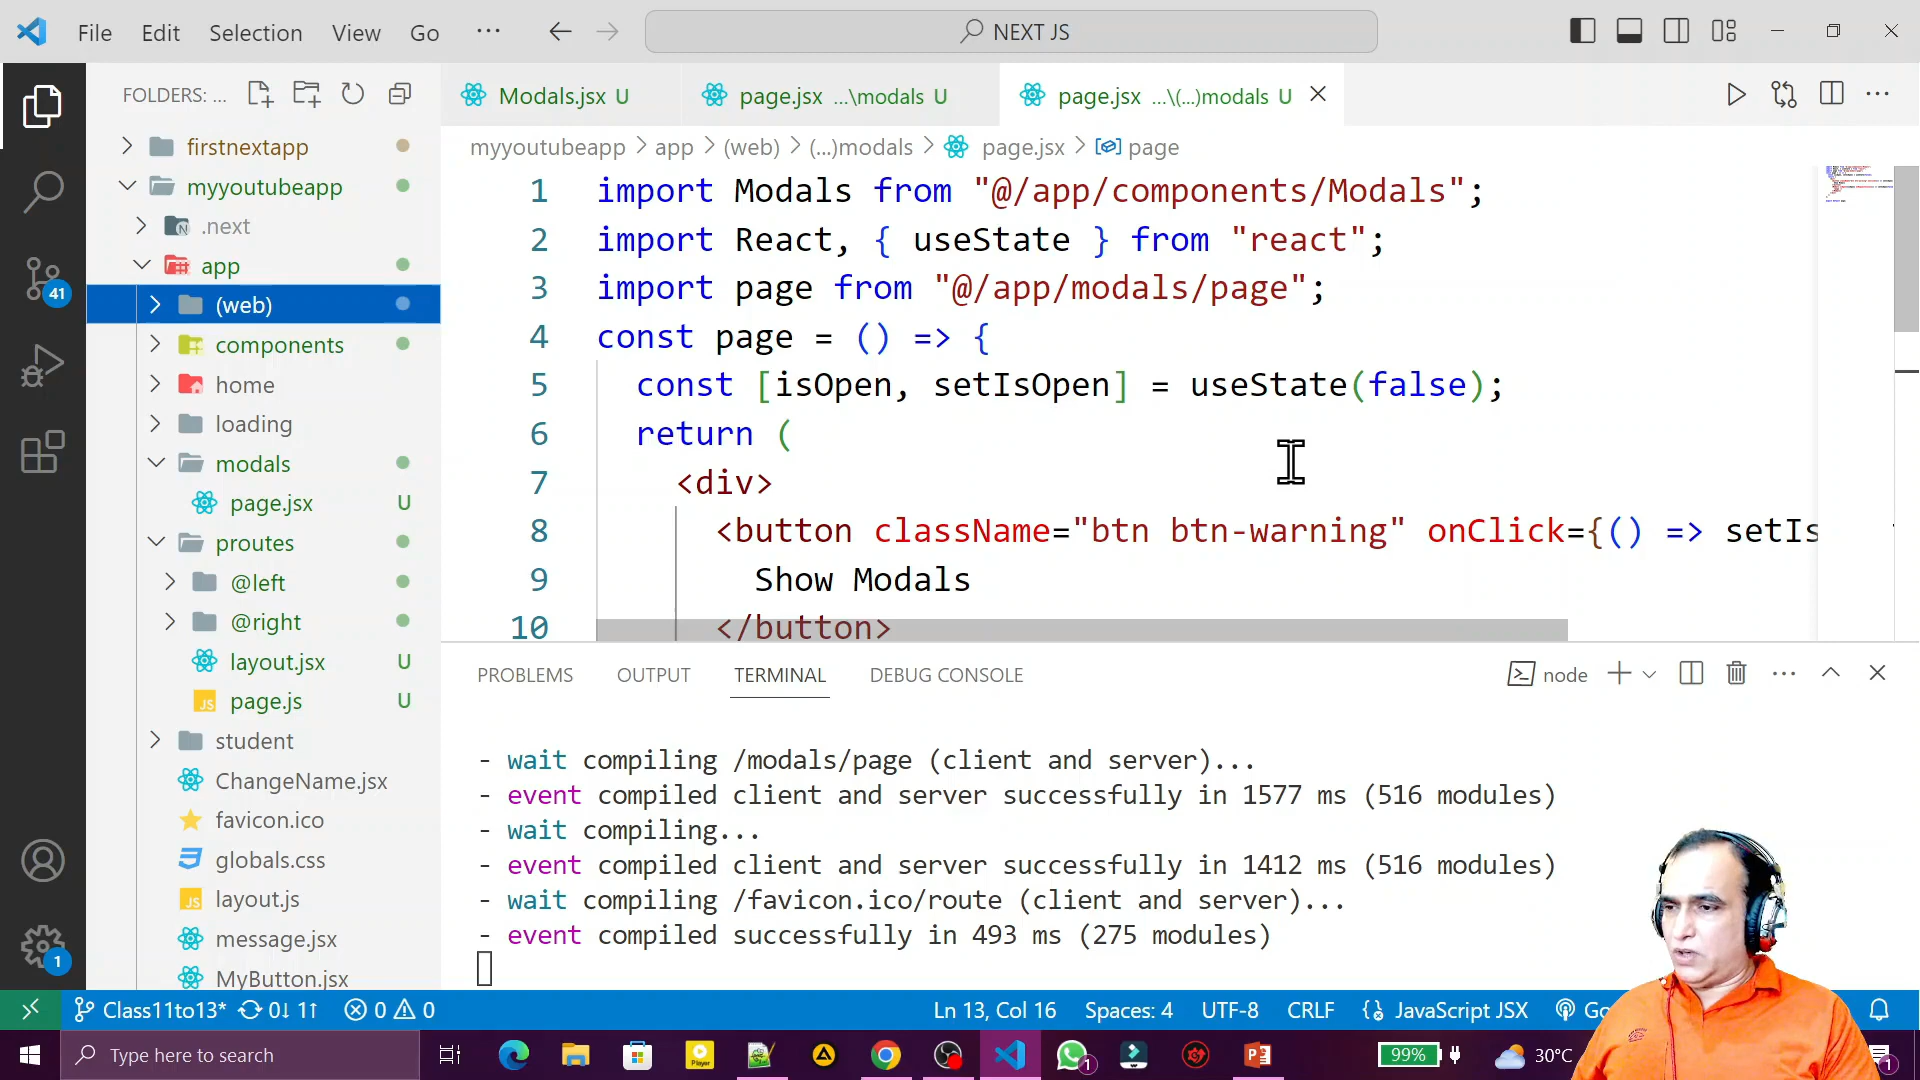 File Edit Selection View Go ... NEXT JS
FOLDERS: ...
Modals.jsx U page.jsx ...\modals U page.jsx ...\(...)modals U
myyoutubeapp > app > (web) > (...)modals > page.jsx > page
firstnextapp
myyoutubeapp
.next
app
(web)
components
home
loading
modals
page.jsx U
proutes
@left
@right
layout.jsx U
page.js U
student
ChangeName.jsx
favicon.ico
globals.css
layout.js
message.jsx
MyButton.jsx
41
1
1 import Modals from "@/app/components/Modals";
2 import React, { useState } from "react";
3 import page from "@/app/modals/page";
4 const page = () => {
5 const [isOpen, setIsOpen] = useState(false);
6 return (
7 <div>
8 <button className="btn btn-warning" onClick={() => setIs
9 Show Modals
10 </button>
PROBLEMS OUTPUT TERMINAL DEBUG CONSOLE node
- wait compiling /modals/page (client and server)...
- event compiled client and server successfully in 1577 ms (516 modules)
- wait compiling...
- event compiled client and server successfully in 1412 ms (516 modules)
- wait compiling /favicon.ico/route (client and server)...
- event compiled successfully in 493 ms (275 modules)
Class11to13* 0↓ 1↑ 0 0 Ln 13, Col 16 Spaces: 4 UTF-8 CRLF JavaScript JSX Go
Type here to search Player 1 99% 30°C 1